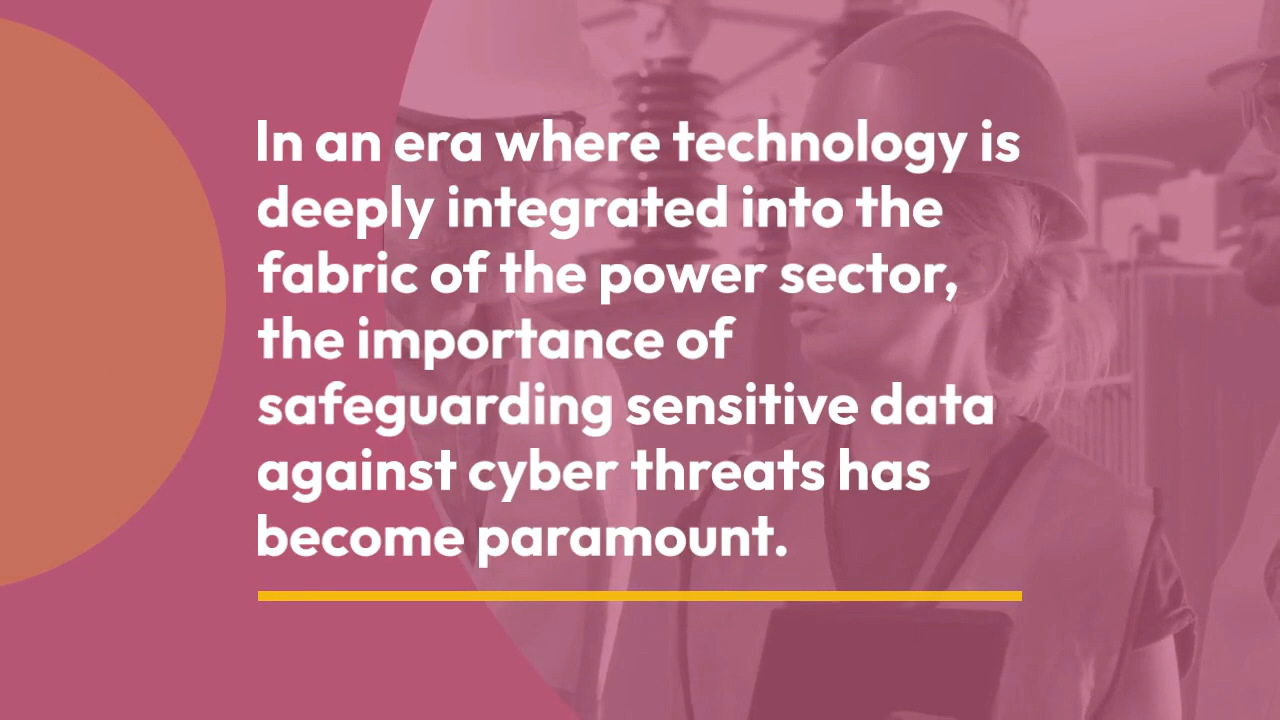 In an era where technology is
deeply integrated into the
fabric of the power sector,
the importance of
safeguarding sensitive data
against cyber threats has
become paramount.